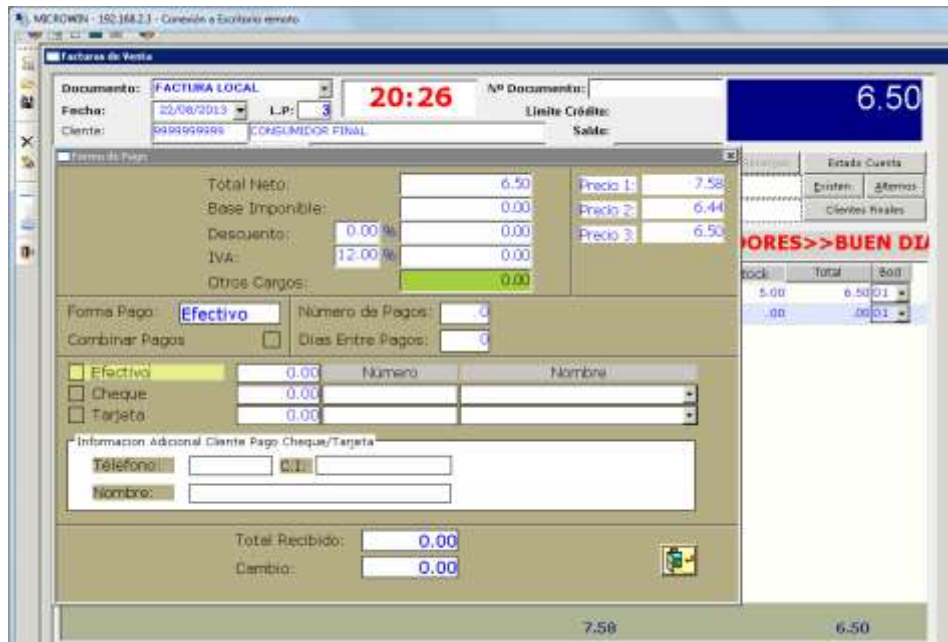 MICROWIN - 192.168.2.1 - Conexión a Escritorio remoto
Facturas de Venta
Documento: FACTURA LOCAL 20:26 Nº Documento: 6.50
Fecha: 22/08/2013 L.P: 3 Limite Crédito:
Cliente: 9999999999 CONSUMIDOR FINAL Saldo:
Forma de Pago
Estado Cuenta
Total Neto: 6.50 Precio 1: 7.58
Existen. Alternos
Base Imponible: 0.00 Precio 2: 6.44
Clientes Finales
Descuento: 0.00 % 0.00 Precio 3: 6.50
DORES>>BUEN DIA
IVA: 12.00 % 0.00
Otros Cargos: 0.00
tock Total Bod
5.00 6.50 01
.00 .00 01
Forma Pago: Efectivo Número de Pagos: 0
Combinar Pagos Dias Entre Pagos: 0
Efectivo 0.00 Número Nombre
Cheque 0.00
Tarjeta 0.00
Informacion Adicional Cliente Pago Cheque/Tarjeta
Télefono: C.I:
Nombre:
Total Recibido: 0.00
Cambio: 0.00
7.58 6.50